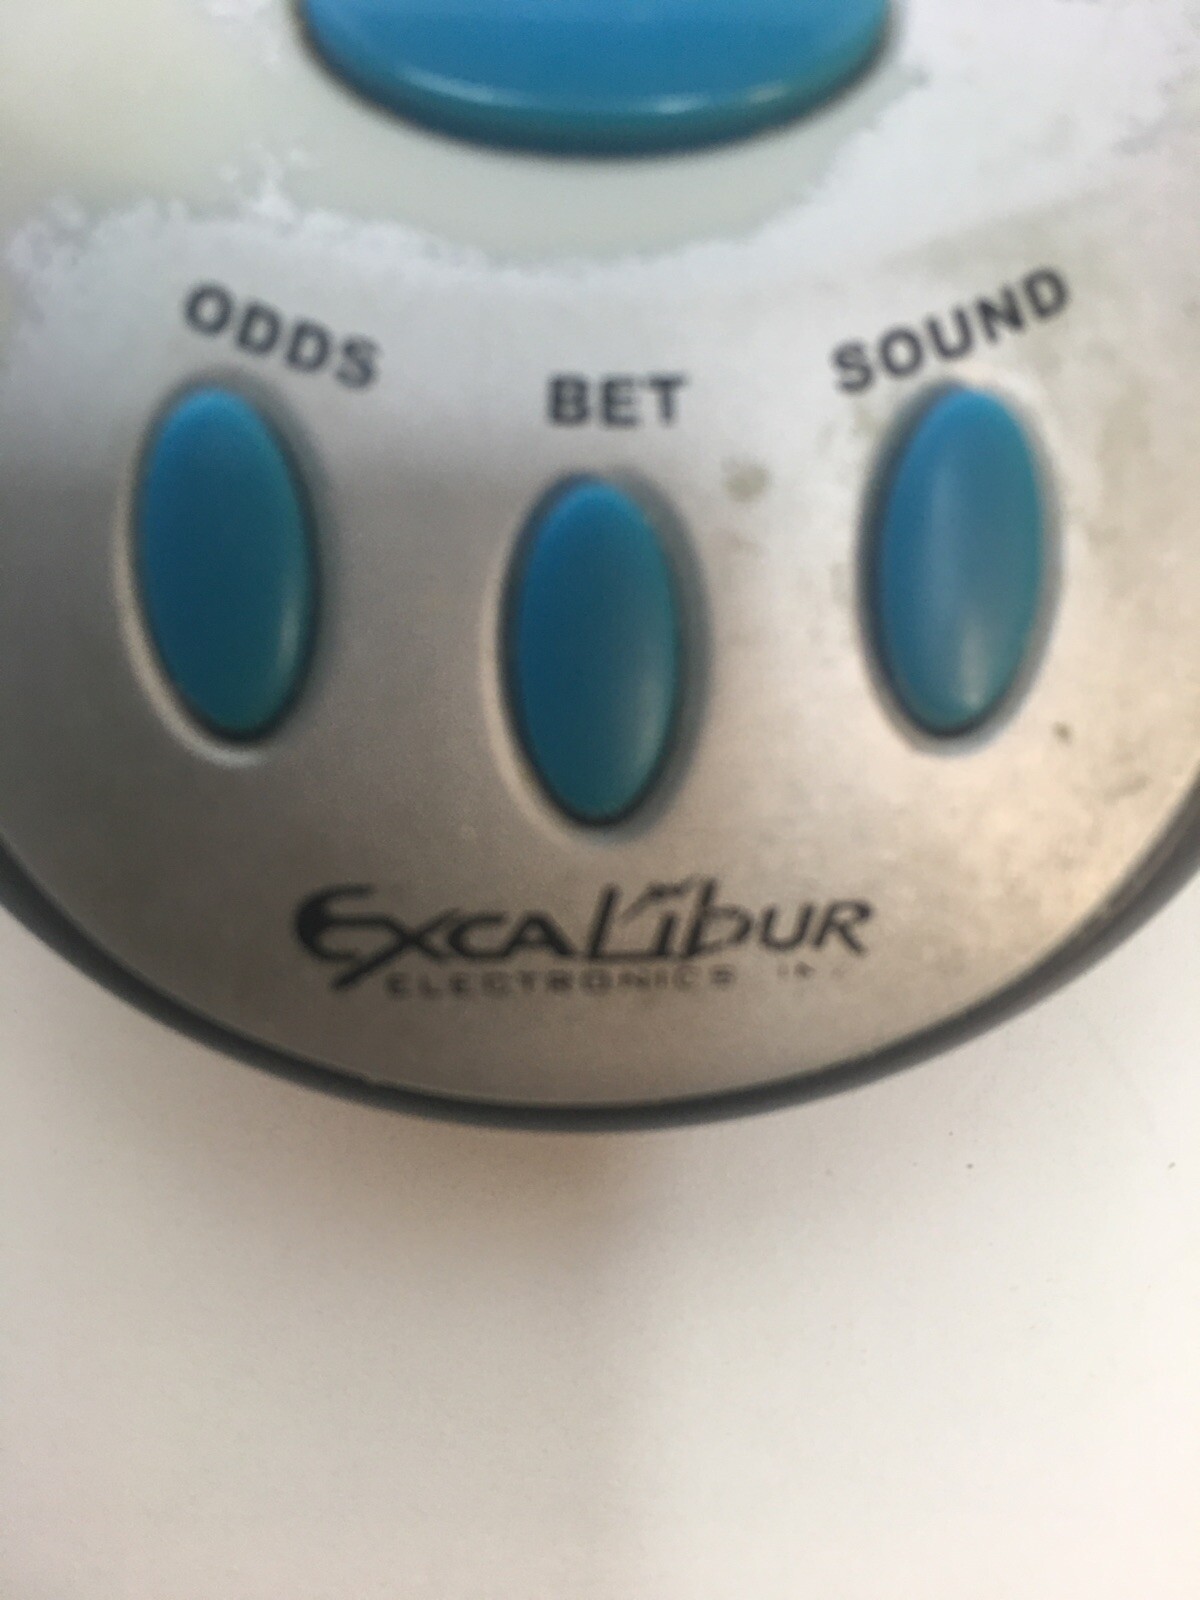 ODDS
BET
SOUND
EXCALIBUR
ELECTRONICS